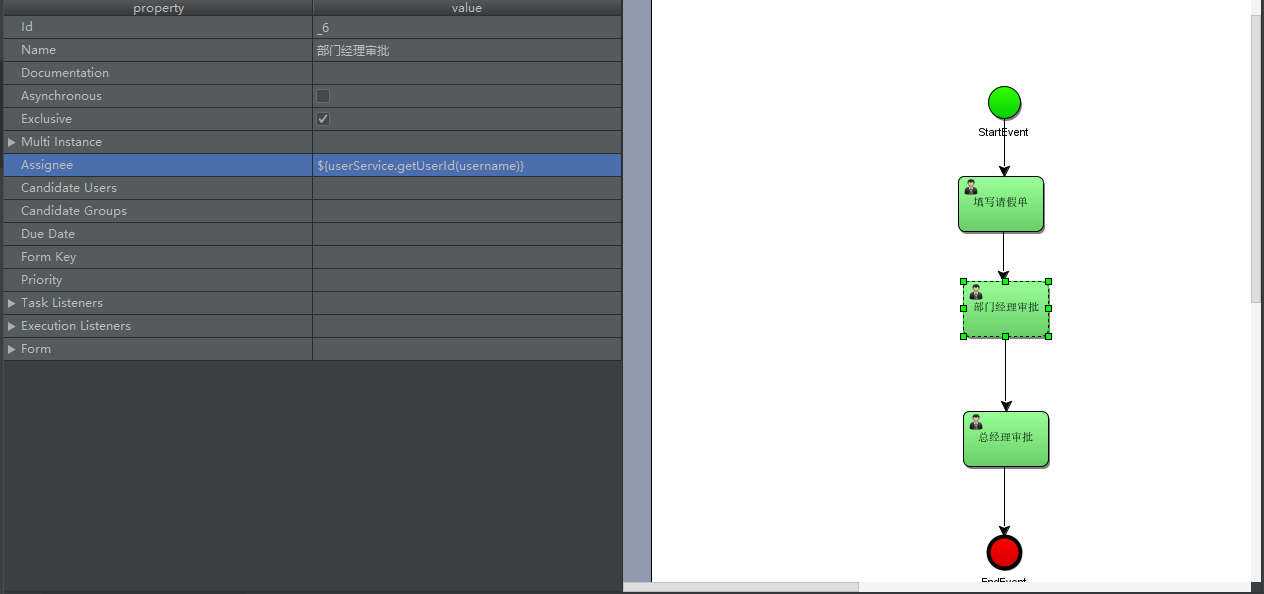 property value
Id _6
Name 部门经理审批
Documentation
Asynchronous
Exclusive
Multi Instance
Assignee ${userService.getUserId(username)}
Candidate Users
Candidate Groups
Due Date
Form Key
Priority
Task Listeners
Execution Listeners
Form
StartEvent
填写请假单
部门经理审批
总经理审批
EndEvent